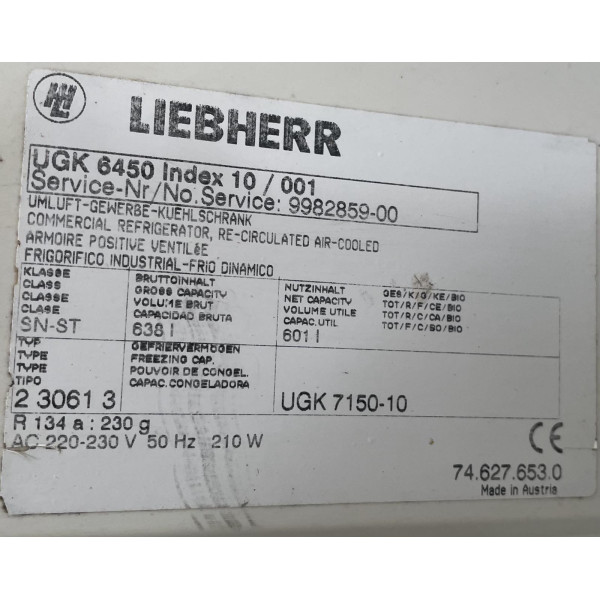 LIEBHERR
UGK 6450 Index 10 / 001
Service-Nr/No.Service: 9982859-00
UMLUFT-GEWERBE-KUEHLSCHRANK
COMMERCIAL REFRIGERATOR, RE-CIRCULATED AIR-COOLED
ARMOIRE POSITIVE VENTILèE
FRIGORIFICO INDUSTRIAL-FRIO DINAMICO
KLASSE BRUTTOINHALT NUTZINHALT GES/K/G/KE/BIO
CLASS GROSS CAPACITY NET CAPACITY TOT/R/F/CE/BIO
CLASSE VOLUME BRUT VOLUME UTILE TOT/R/C/CA/BIO
CLASE CAPACIDAD BRUTA CAPAC.UTIL TOT/F/C/BO/BIO
SN-ST 638 l 601 l
TYP GEFRIERVERMÖGEN
TYPE FREEZING CAP.
TYPE POUVOIR DE CONGEL.
TIPO CAPAC.CONGELADORA
2 3061 3 UGK 7150-10
R 134 a : 230 g
AC 220-230 V 50 Hz 210 W
CE
74.627.653.0
Made in Austria